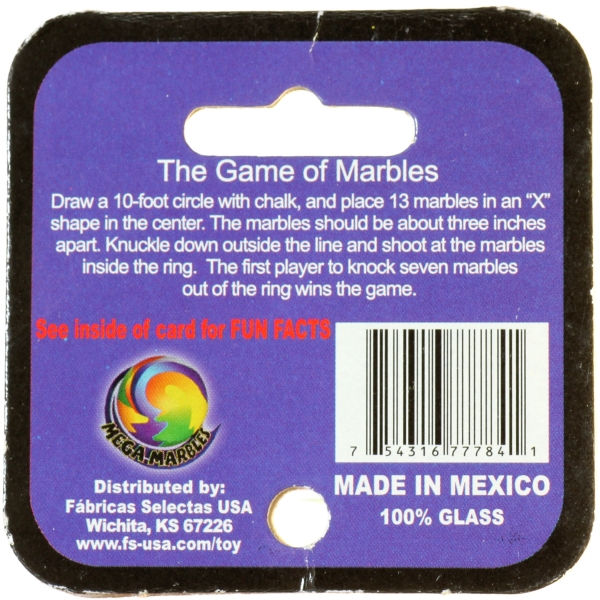 The Game of Marbles
Draw a 10-foot circle with chalk, and place 13 marbles in an “X”
shape in the center. The marbles should be about three inches
apart. Knuckle down outside the line and shoot at the marbles
inside the ring.  The first player to knock seven marbles
out of the ring wins the game.
See inside of card for FUN FACTS
MEGA-MARBLES
7 54316 77784 1
Distributed by:
Fábricas Selectas USA
Wichita, KS 67226
www.fs-usa.com/toy
MADE IN MEXICO
100% GLASS